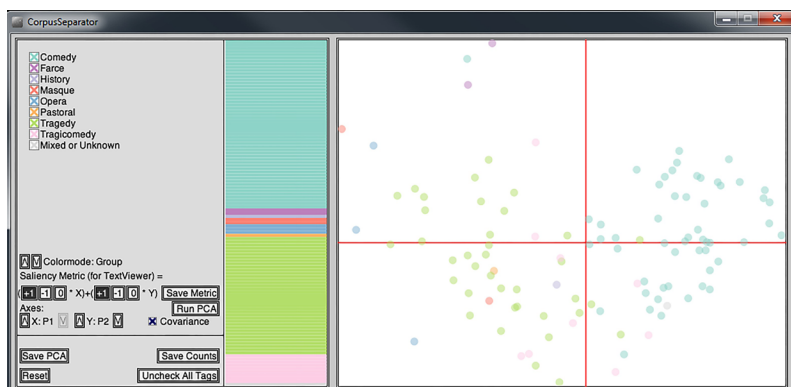 CorpusSeparator
Comedy
Farce
History
Masque
Opera
Pastoral
Tragedy
Tragicomedy
Mixed or Unknown
Colormode: Group
Saliency Metric (for TextViewer) =
(+1 -1 0 * X)+(+1 -1 0 * Y) Save Metric
Run PCA
Axes:
X: P1 Y: P2 Covariance
Save PCA Save Counts
Reset Uncheck All Tags